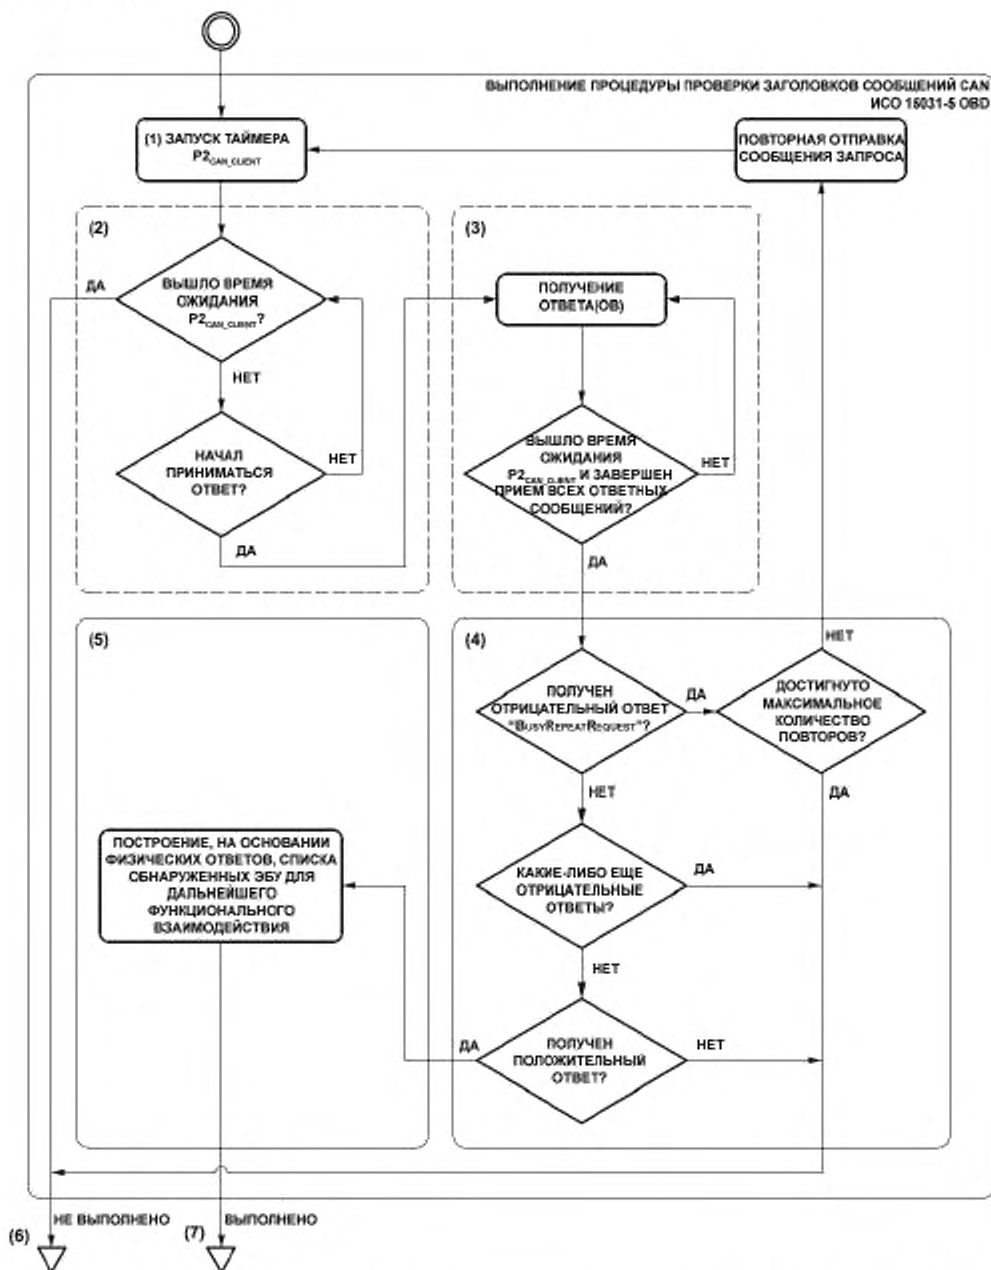 ВЫПОЛНЕНИЕ ПРОЦЕДУРЫ ПРОВЕРКИ ЗАГОЛОВКОВ СООБЩЕНИЙ CAN
ИСО 15031-5 OBD
(1) ЗАПУСК ТАЙМЕРА
P2CAN_CLIENT
ПОВТОРНАЯ ОТПРАВКА
СООБЩЕНИЯ ЗАПРОСА
(2)
ДА
ВЫШЛО ВРЕМЯ
ОЖИДАНИЯ
P2CAN_CLIENT?
НЕТ
НАЧАЛ
ПРИНИМАТЬСЯ
ОТВЕТ?
НЕТ
ДА
(3)
ПОЛУЧЕНИЕ
ОТВЕТА(ОВ)
ВЫШЛО ВРЕМЯ
ОЖИДАНИЯ
P2CAN_CLIENT И ЗАВЕРШЕН
ПРИЕМ ВСЕХ ОТВЕТНЫХ
СООБЩЕНИЙ?
НЕТ
ДА
(5)
(4)
НЕТ
ПОЛУЧЕН
ОТРИЦАТЕЛЬНЫЙ ОТВЕТ
"BUSYREPEATREQUEST"?
ДА
ДОСТИГНУТО
МАКСИМАЛЬНОЕ
КОЛИЧЕСТВО
ПОВТОРОВ?
НЕТ
ДА
ПОСТРОЕНИЕ, НА ОСНОВАНИИ
ФИЗИЧЕСКИХ ОТВЕТОВ, СПИСКА
ОБНАРУЖЕННЫХ ЭБУ ДЛЯ
ДАЛЬНЕЙШЕГО
ФУНКЦИОНАЛЬНОГО
ВЗАИМОДЕЙСТВИЯ
КАКИЕ-ЛИБО ЕЩЕ
ОТРИЦАТЕЛЬНЫЕ
ОТВЕТЫ?
ДА
НЕТ
ДА
ПОЛУЧЕН
ПОЛОЖИТЕЛЬНЫЙ
ОТВЕТ?
НЕТ
(6)
НЕ ВЫПОЛНЕНО
(7)
ВЫПОЛНЕНО